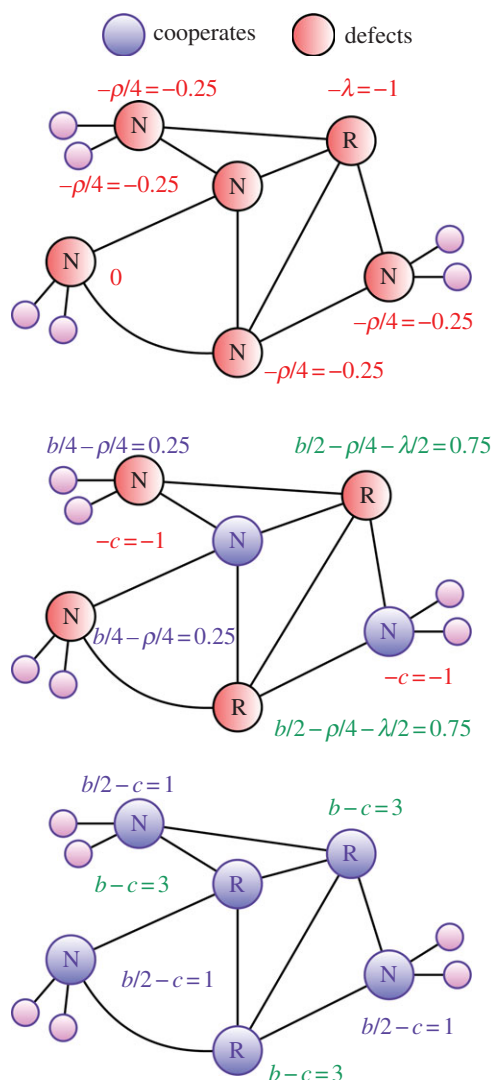 cooperates defects
−ρ/4 = −0.25 −λ = −1
N R
−ρ/4 = −0.25 N
N 0 N
−ρ/4 = −0.25
N −ρ/4 = −0.25
b/4 − ρ/4 = 0.25 b/2 − ρ/4 − λ/2 = 0.75
N R
−c = −1 N
N b/4 − ρ/4 = 0.25 N
−c = −1
R b/2 − ρ/4 − λ/2 = 0.75
b/2 − c = 1 b − c = 3
N R
b − c = 3 R
N b/2 − c = 1 N
b/2 − c = 1
R b − c = 3